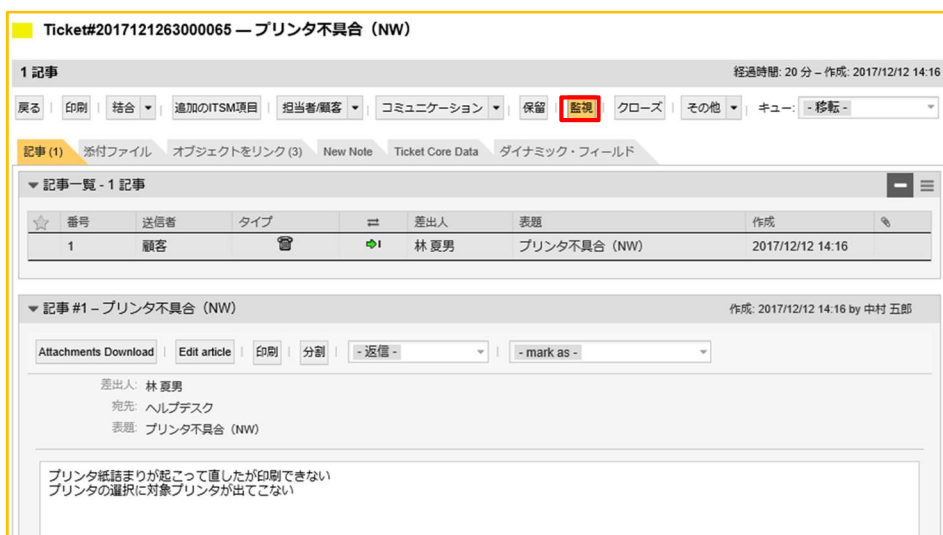 Ticket#2017121263000065 — プリンタ不具合（NW）
1 記事 経過時間: 20 分 – 作成: 2017/12/12 14:16
戻る 印刷 結合 追加のITSM項目 担当者/顧客 コミュニケーション 保留 監視 クローズ その他 キュー: - 移転 -
記事 (1) 添付ファイル オブジェクトをリンク (3) New Note Ticket Core Data ダイナミック・フィールド
記事一覧 - 1 記事
番号 送信者 タイプ 差出人 表題 作成
1 顧客 林 夏男 プリンタ不具合（NW） 2017/12/12 14:16
記事 #1 – プリンタ不具合（NW） 作成: 2017/12/12 14:16 by 中村 五郎
Attachments Download Edit article 印刷 分割 - 返信 - - mark as -
差出人: 林 夏男
宛先: ヘルプデスク
表題: プリンタ不具合（NW）
プリンタ紙詰まりが起こって直したが印刷できない
プリンタの選択に対象プリンタが出てこない